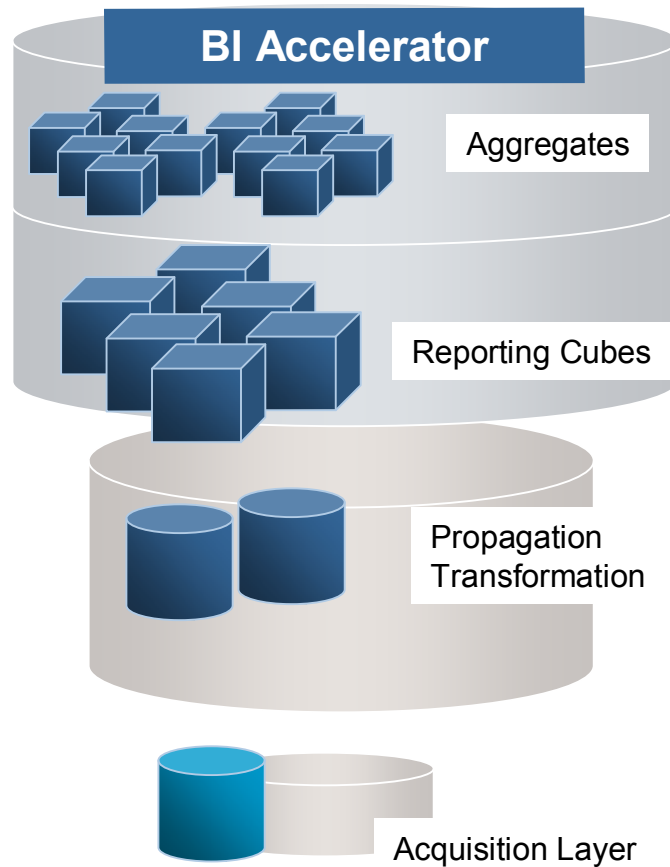 BI Accelerator
Aggregates
Reporting Cubes
Propagation
Transformation
Acquisition Layer